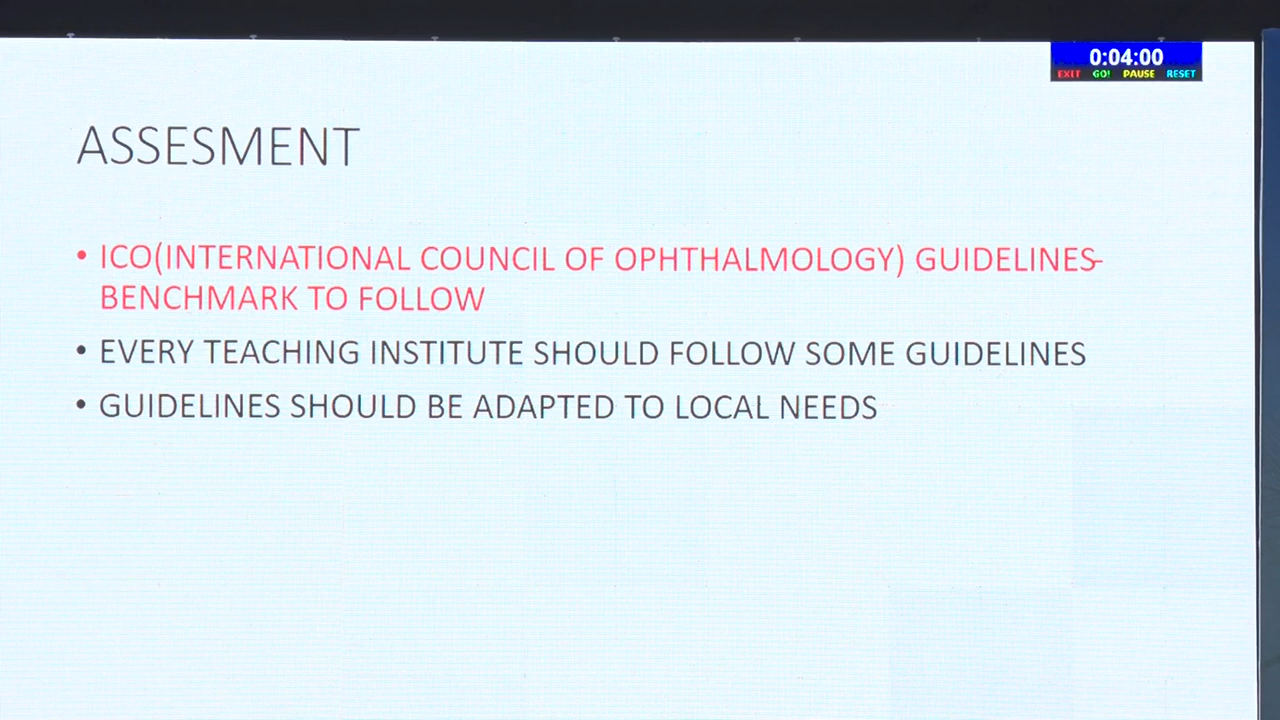 0:04:00
EXIT GO! PAUSE RESET
ASSESMENT
• ICO(INTERNATIONAL COUNCIL OF OPHTHALMOLOGY) GUIDELINES-
BENCHMARK TO FOLLOW
• EVERY TEACHING INSTITUTE SHOULD FOLLOW SOME GUIDELINES
• GUIDELINES SHOULD BE ADAPTED TO LOCAL NEEDS